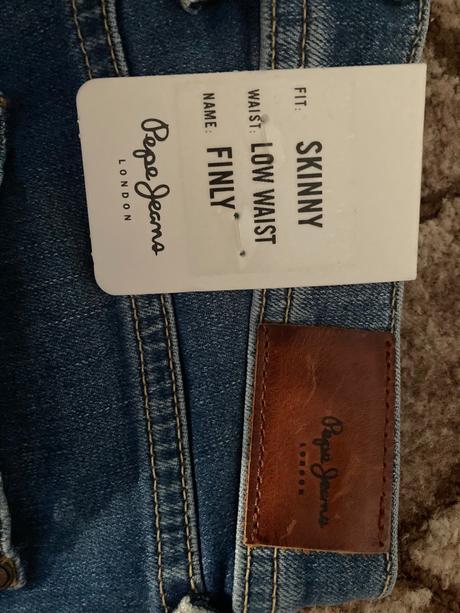 FIT: SKINNY
WAIST: LOW WAIST
NAME: FINLY
Pepe Jeans
LONDON
Pepe Jeans
LONDON